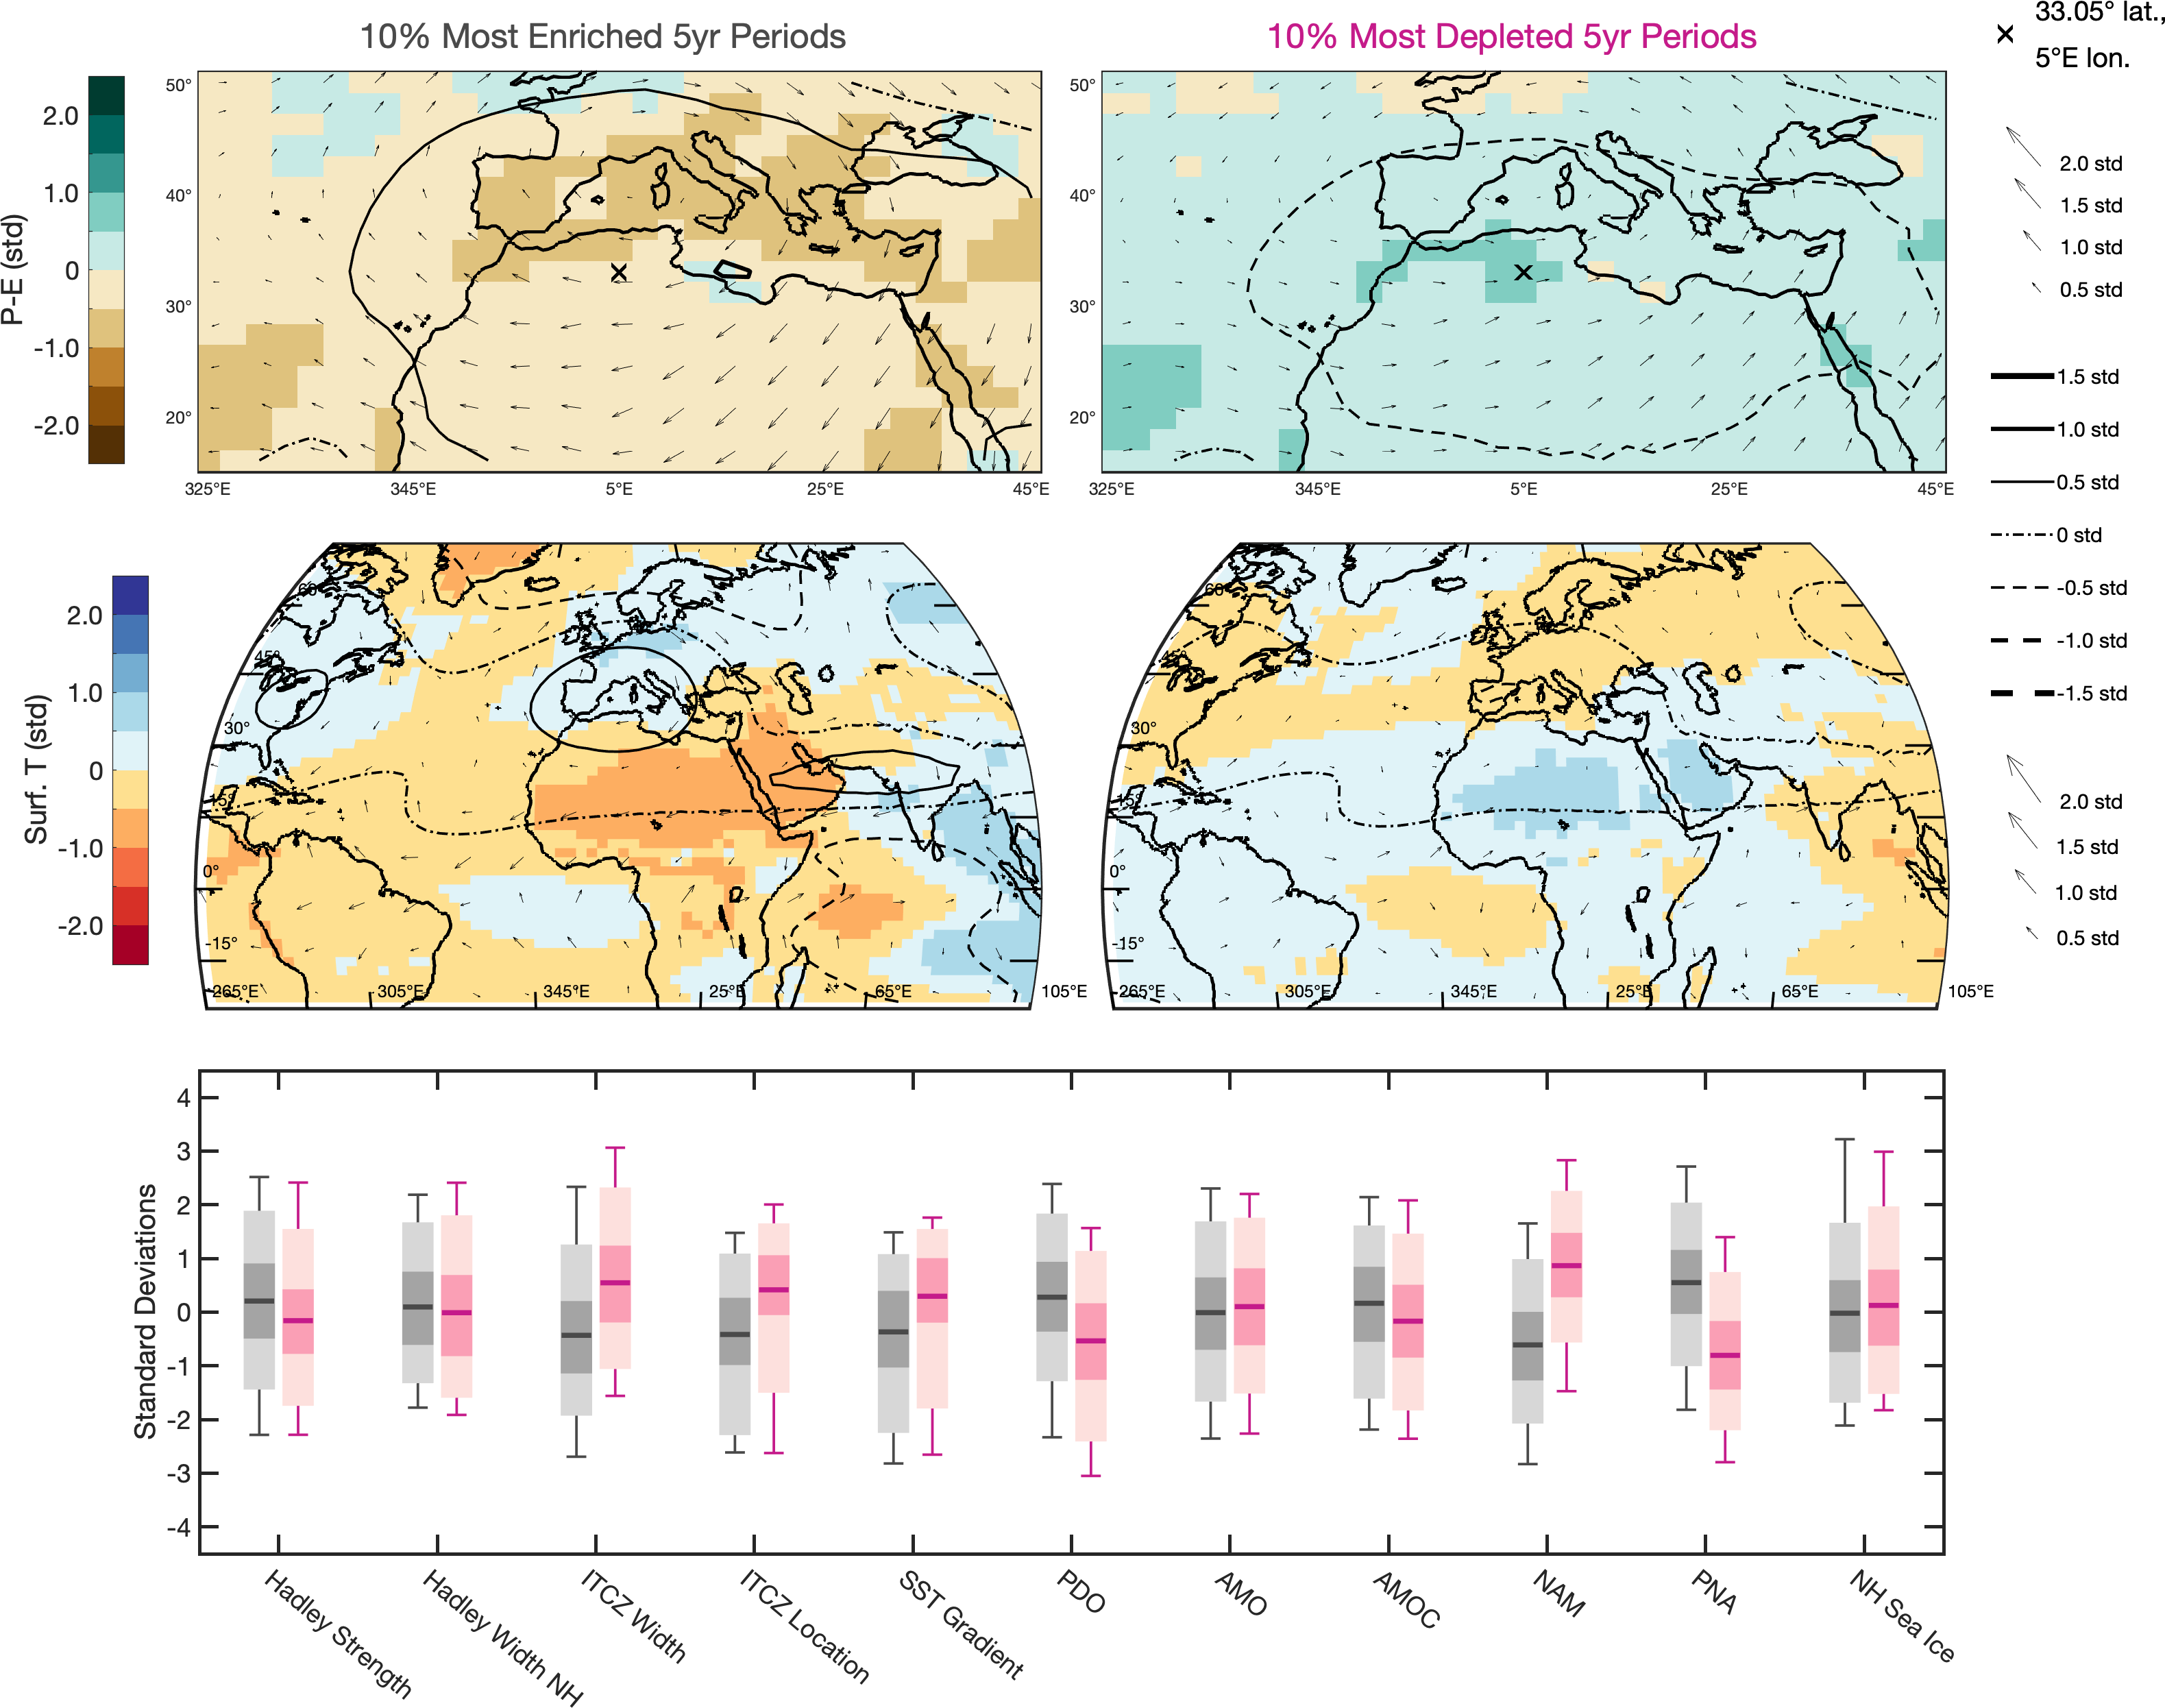 10% Most Enriched 5yr Periods
10% Most Depleted 5yr Periods
33.05° lat.,
5°E lon.
P-E (std)
2.0
1.0
0
-1.0
-2.0
50°
40°
30°
20°
325°E 345°E 5°E 25°E 45°E
50°
40°
30°
20°
325°E 345°E 5°E 25°E 45°E
2.0 std
1.5 std
1.0 std
0.5 std
1.5 std
1.0 std
0.5 std
0 std
-0.5 std
-1.0 std
-1.5 std
Surf. T (std)
2.0
1.0
0
-1.0
-2.0
60°
45°
30°
15°
0°
-15°
265°E 305°E 345°E 25°E 65°E 105°E
60°
45°
30°
15°
0°
-15°
265°E 305°E 345°E 25°E 65°E 105°E
2.0 std
1.5 std
1.0 std
0.5 std
Standard Deviations
4
3
2
1
0
-1
-2
-3
-4
Hadley Strength
Hadley Width NH
ITCZ Width
ITCZ Location
SST Gradient
PDO
AMO
AMOC
NAM
PNA
NH Sea Ice